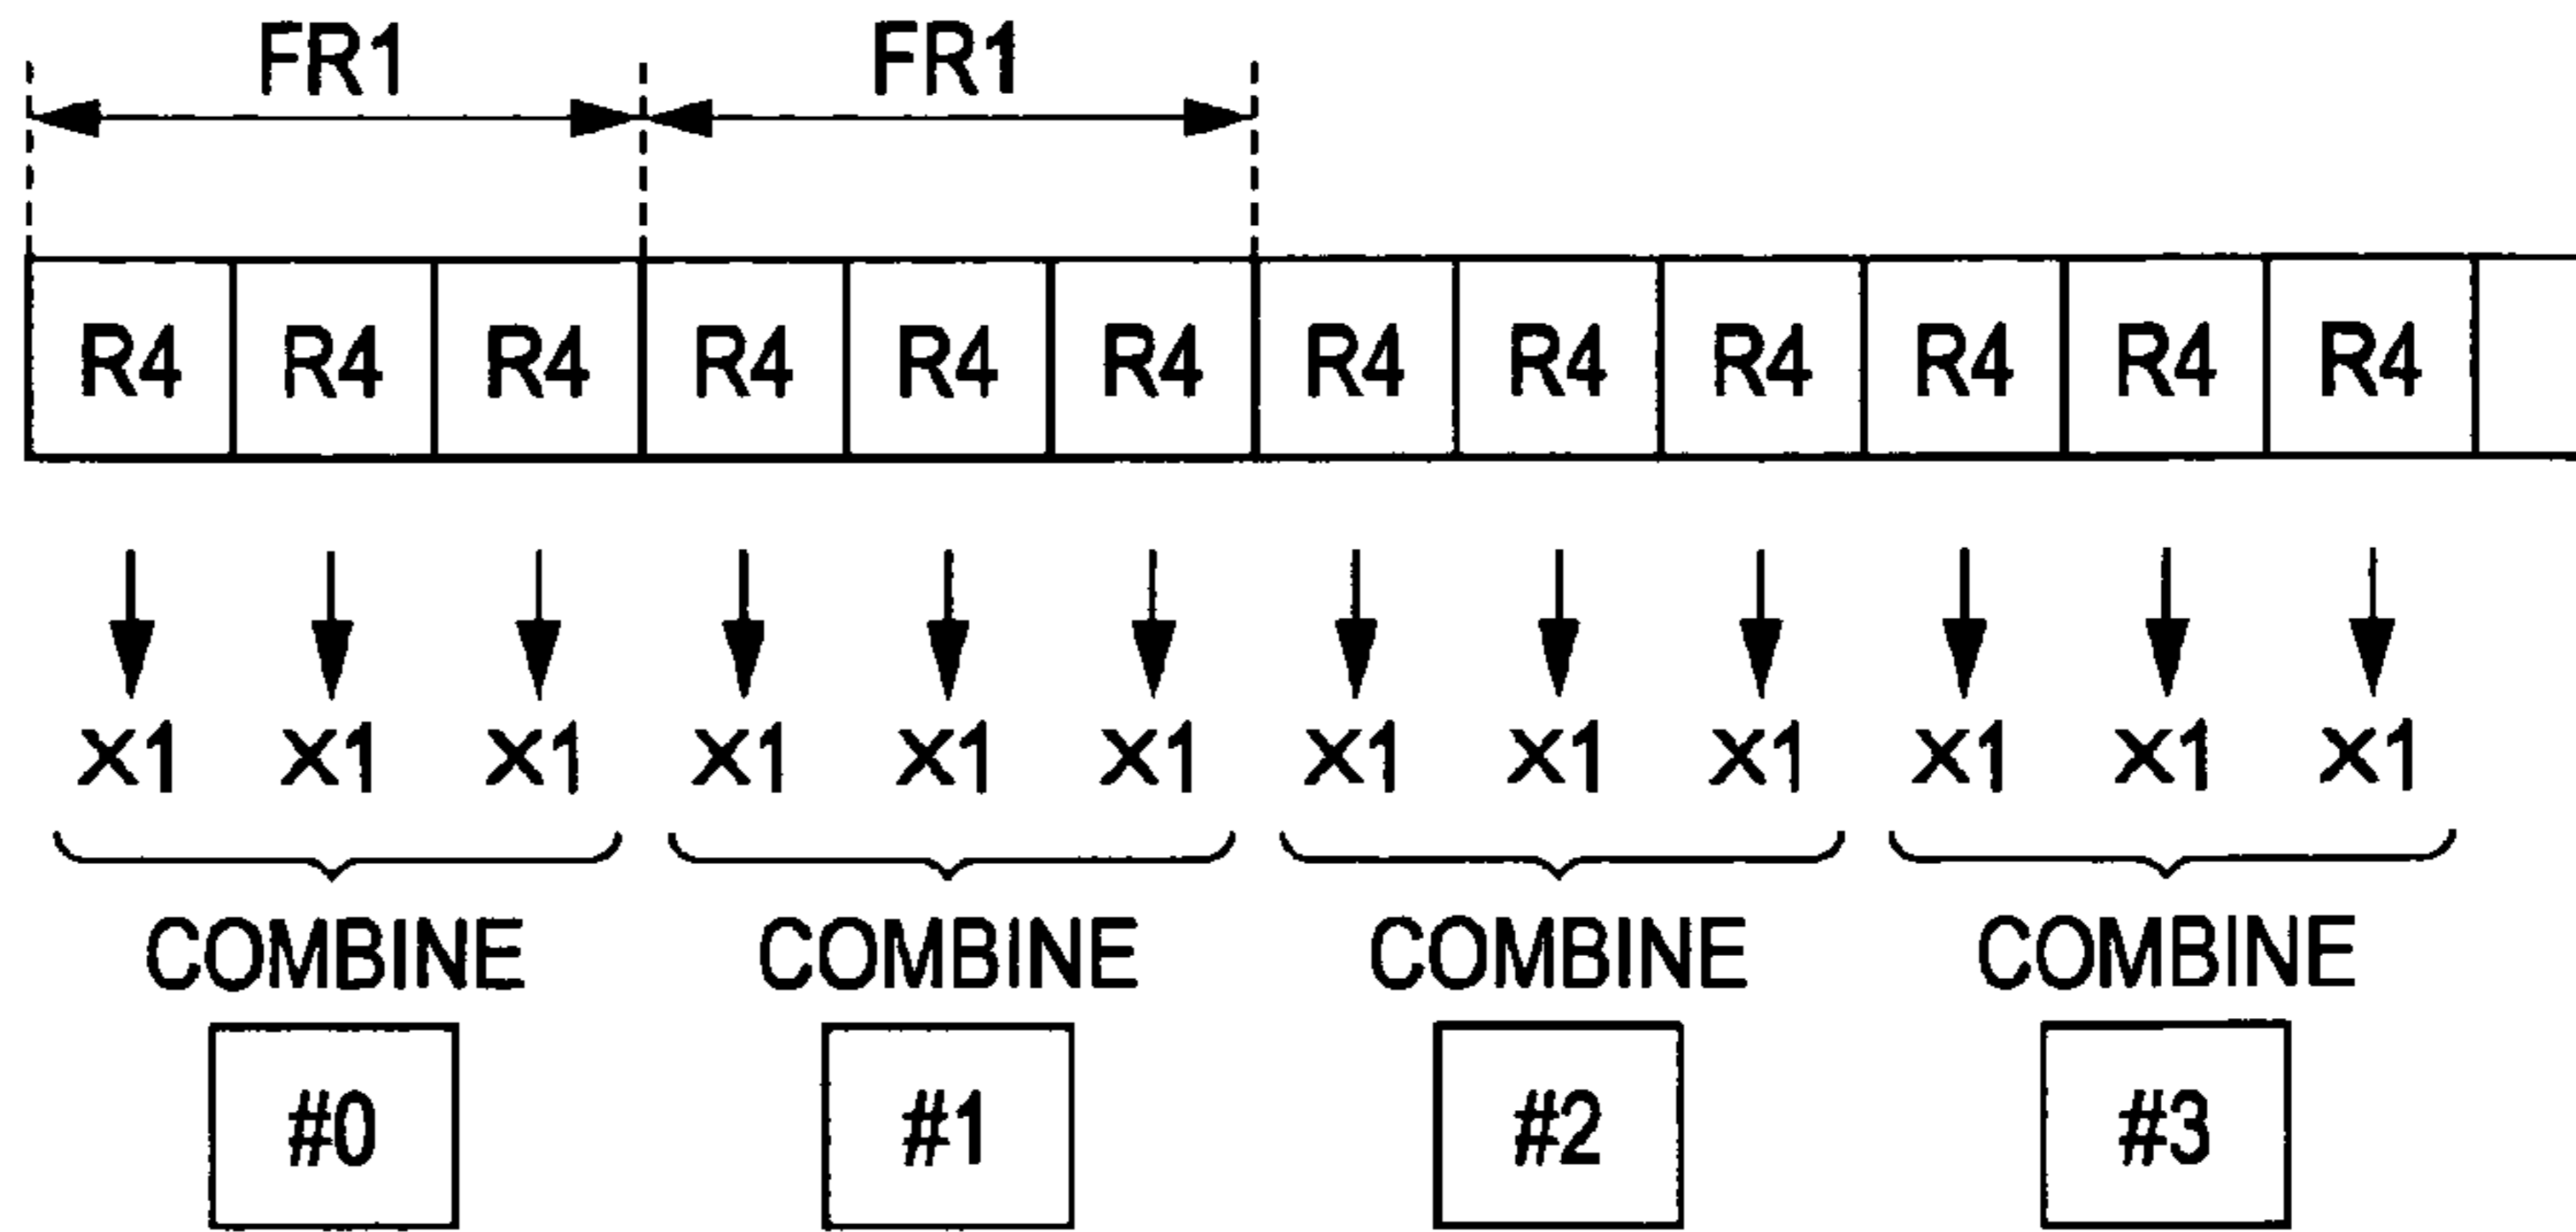 FR1 FR1
R4 R4 R4 R4 R4 R4 R4 R4 R4 R4 R4 R4
×1 ×1 ×1 ×1 ×1 ×1 ×1 ×1 ×1 ×1 ×1 ×1
COMBINE COMBINE COMBINE COMBINE
#0 #1 #2 #3